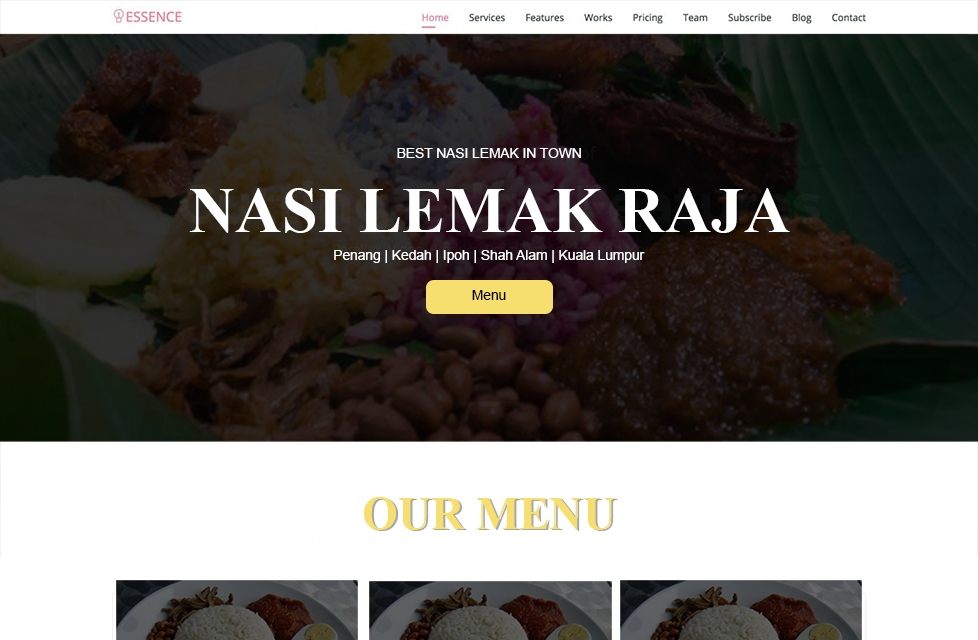 ESSENCE
Home Services Features Works Pricing Team Subscribe Blog Contact
BEST NASI LEMAK IN TOWN
NASI LEMAK RAJA
Penang | Kedah | Ipoh | Shah Alam | Kuala Lumpur
Menu
OUR MENU